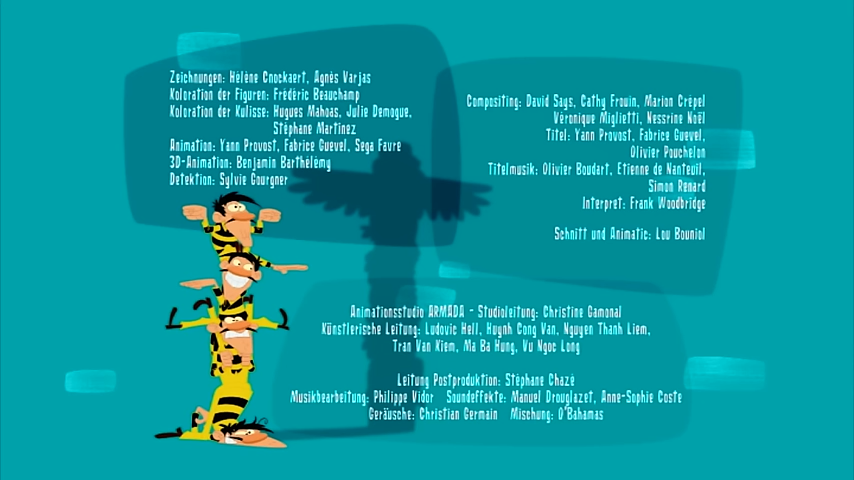 Zeichnungen: Hélène Cnockaert, Agnès Varjas
Koloration der Figuren: Frédéric Beauchamp
Koloration der Kulisse: Hugues Mahoas, Julie Demogue,
Stéphane Martinez
Animation: Yann Provost, Fabrice Guevel, Sega Favre
3D-Animation: Benjamin Barthélémy
Detektion: Sylvie Gourgner
Compositing: David Says, Cathy Frouin, Marion Crépel
Véronique Miglietti, Nessrine Noël
Titel: Yann Provost, Fabrice Guevel,
Olivier Pouchelon
Titelmusik: Olivier Boudart, Etienne de Nanteuil,
Simon Renard
Interpret: Frank Woodbridge
Schnitt und Animatic: Lou Bouniol
Animationsstudio ARMADA - Studioleitung: Christine Gamonal
Künstlerische Leitung: Ludovic Hell, Huynh Cong Van, Nguyen Thanh Liem,
Tran Van Kiem, Ma Ba Hung, Vu Ngoc Long
Leitung Postproduktion: Stéphane Chazé
Musikbearbeitung: Philippe Vidor Soundeffekte: Manuel Drouglazet, Anne-Sophie Coste
Geräusche: Christian Germain Mischung: O'Bahamas